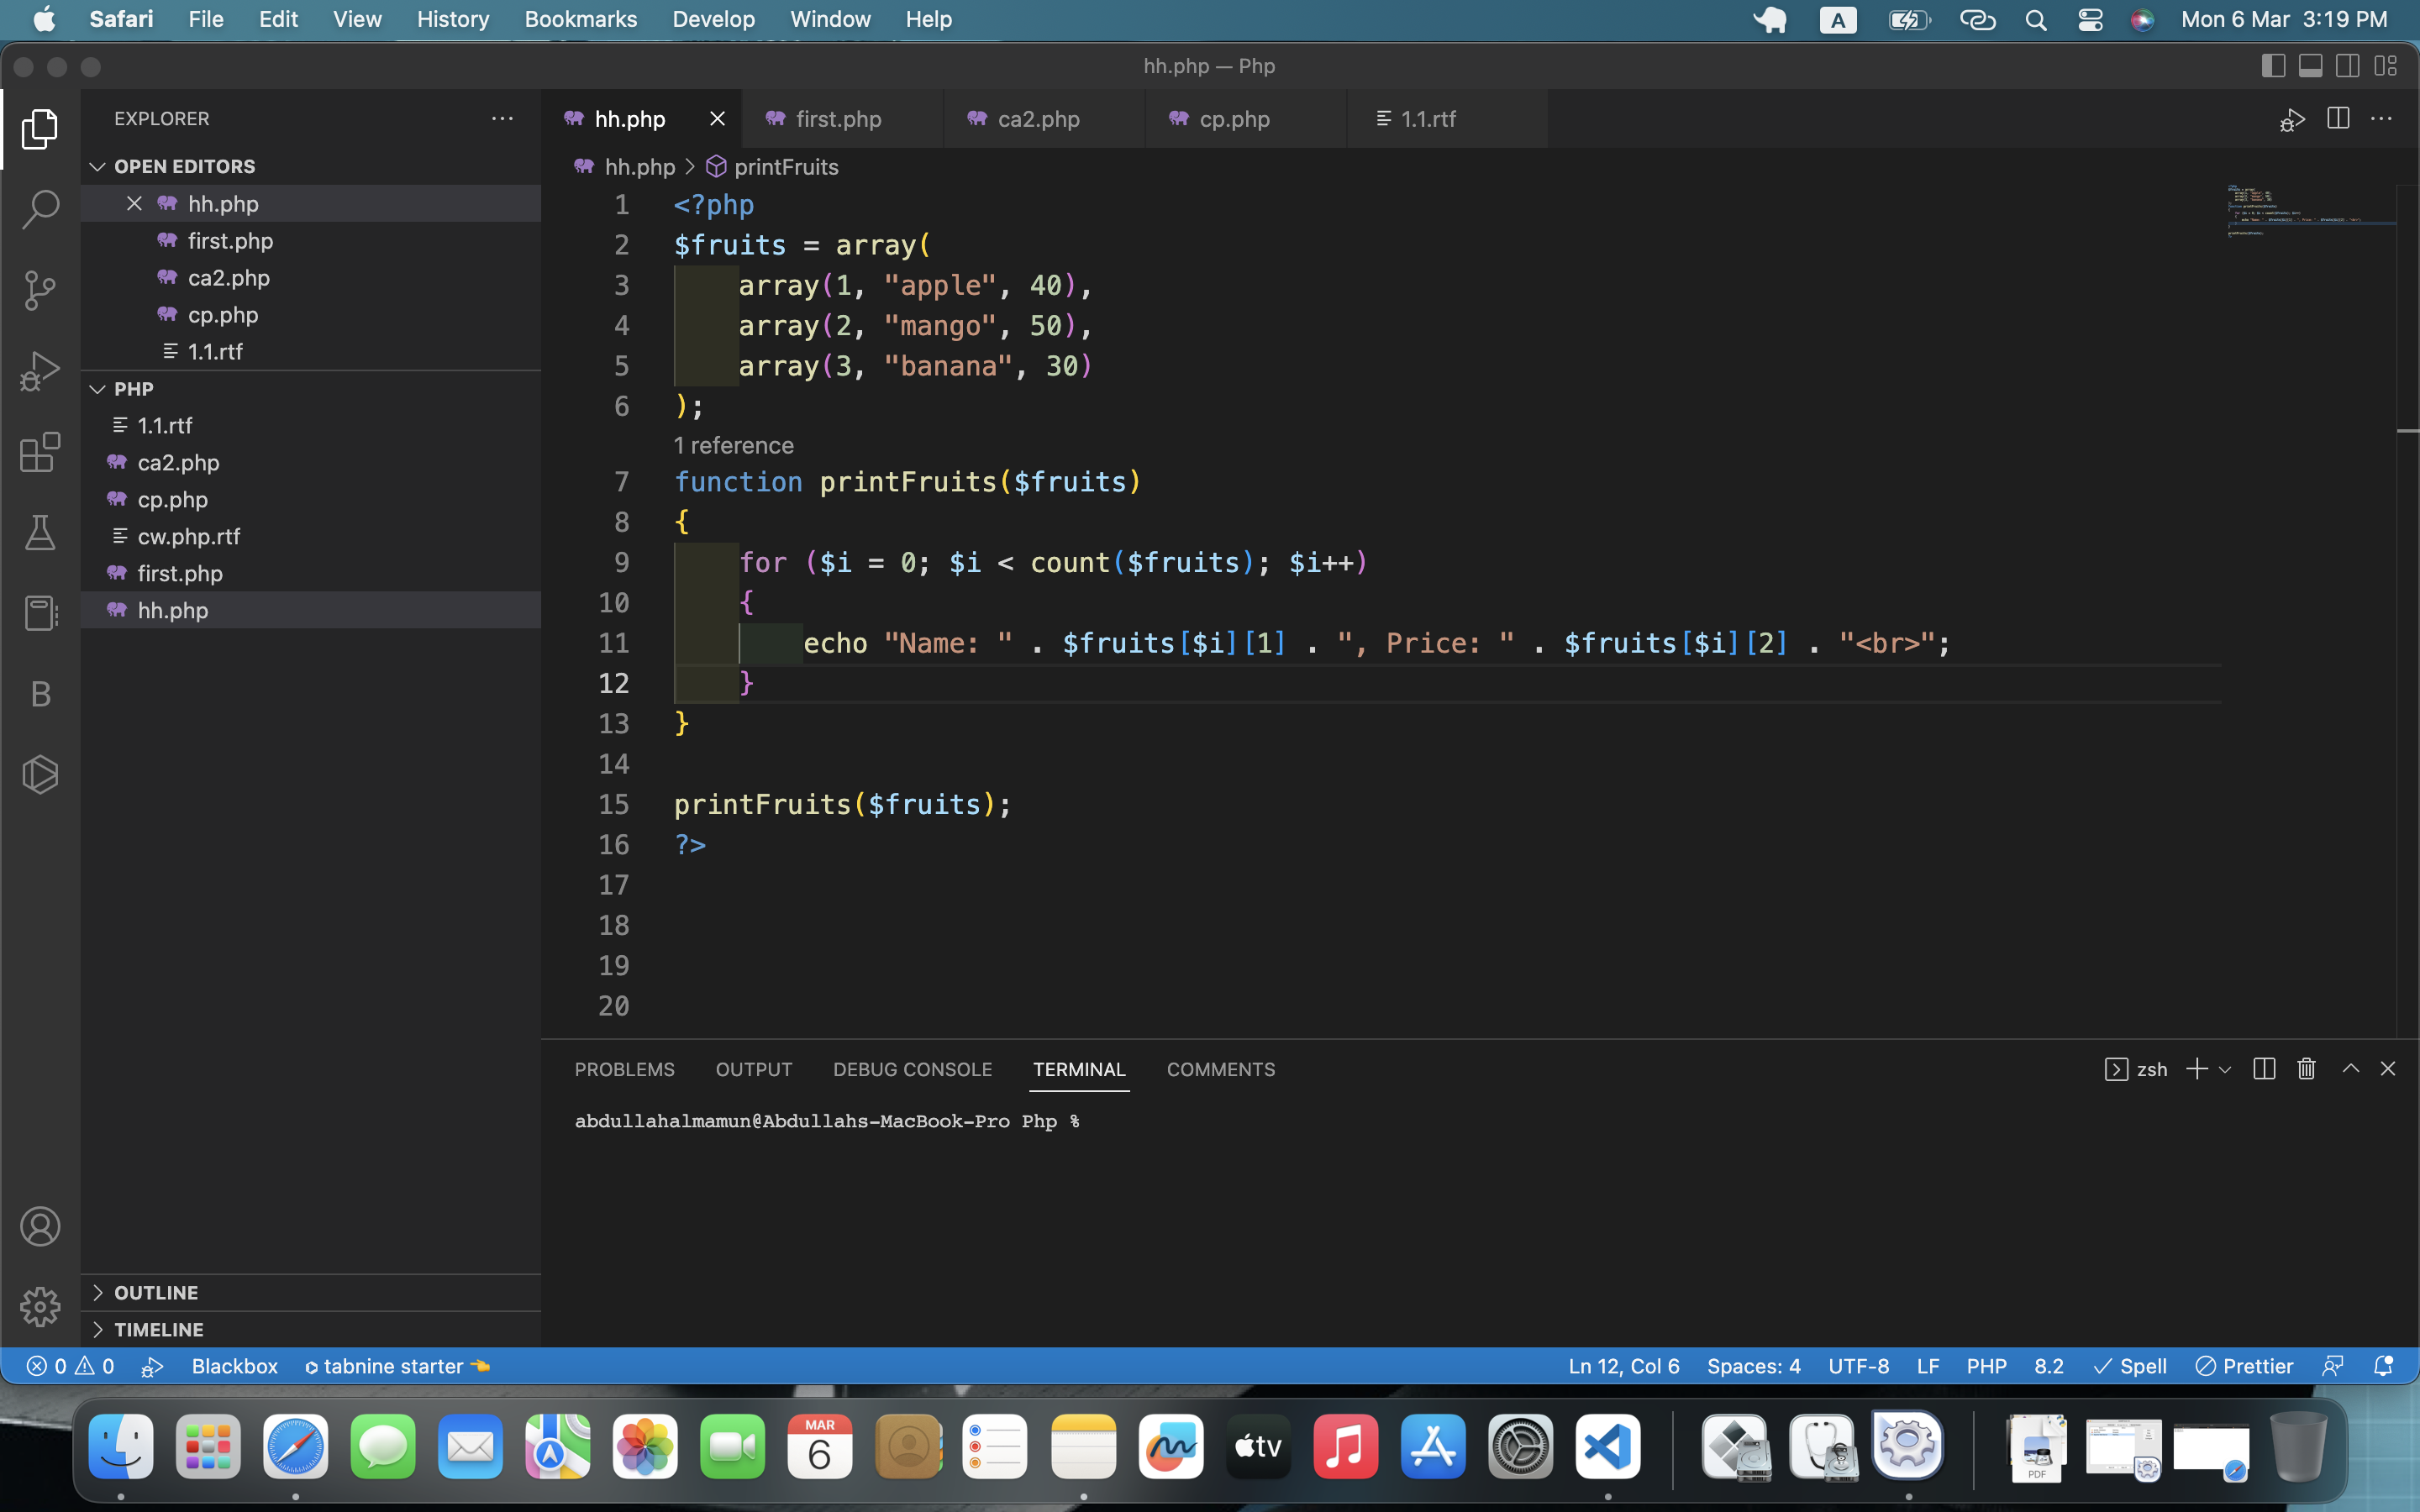 Safari File Edit View History Bookmarks Develop Window Help A Mon 6 Mar 3:19 PM
hh.php — Php
EXPLORER
OPEN EDITORS
hh.php
first.php
ca2.php
cp.php
1.1.rtf
PHP
1.1.rtf
ca2.php
cp.php
cw.php.rtf
first.php
hh.php
B
OUTLINE
TIMELINE
hh.php first.php ca2.php cp.php 1.1.rtf
hh.php > printFruits
1 <?php
2 $fruits = array(
3 array(1, "apple", 40),
4 array(2, "mango", 50),
5 array(3, "banana", 30)
6 );
1 reference
7 function printFruits($fruits)
8 {
9 for ($i = 0; $i < count($fruits); $i++)
10 {
11 echo "Name: " . $fruits[$i][1] . ", Price: " . $fruits[$i][2] . "<br>";
12 }
13 }
14
15 printFruits($fruits);
16 ?>
17
18
19
20
PROBLEMS OUTPUT DEBUG CONSOLE TERMINAL COMMENTS zsh
abdullahalmamun@Abdullahs-MacBook-Pro Php %
0 0 Blackbox tabnine starter Ln 12, Col 6 Spaces: 4 UTF-8 LF PHP 8.2 Spell Prettier
MAR
6
tv
PDF